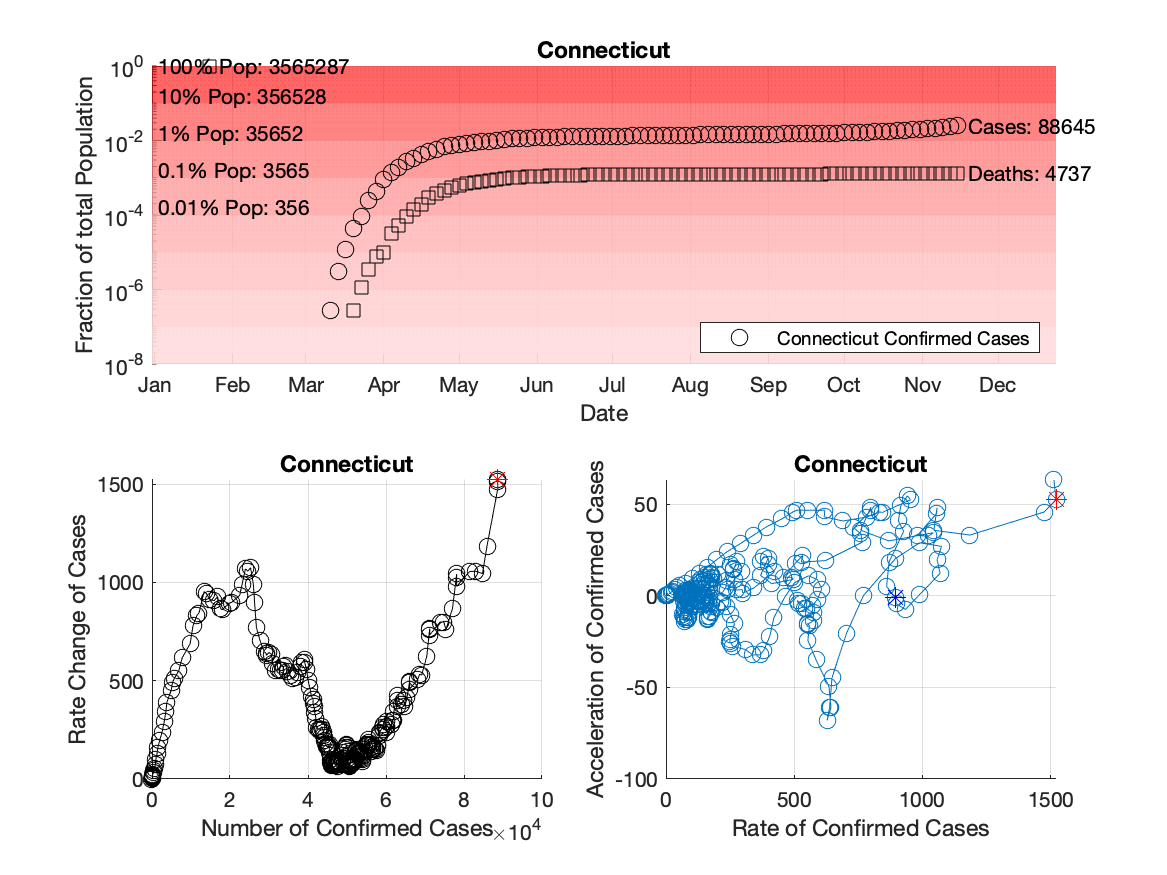 Connecticut
10^0
100% Pop: 3565287
10% Pop: 356528
10^-2
1% Pop: 35652
Cases: 88645
0.1% Pop: 3565
Deaths: 4737
10^-4
0.01% Pop: 356
10^-6
10^-8
Fraction of total Population
Connecticut Confirmed Cases
Jan Feb Mar Apr May Jun Jul Aug Sep Oct Nov Dec
Date
Connecticut
1500
1000
500
0
Rate Change of Cases
0 2 4 6 8 10
Number of Confirmed Cases ×10^4
Connecticut
50
0
-50
-100
Acceleration of Confirmed Cases
0 500 1000 1500
Rate of Confirmed Cases